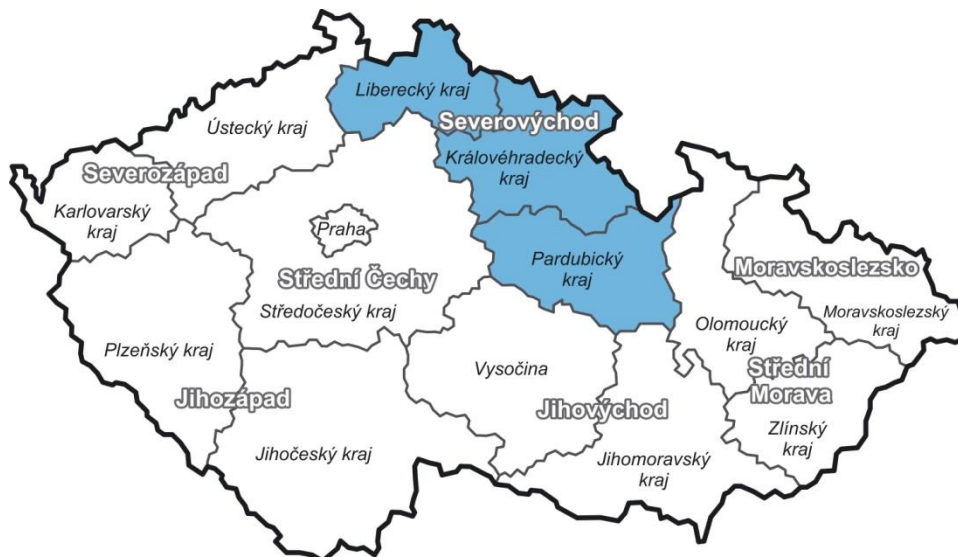 Liberecký kraj
Ústecký kraj
Severovýchod
Královéhradecký
kraj
Severozápad
Karlovarský
kraj
Praha
Pardubický
kraj
Střední Čechy
Středočeský kraj
Moravskoslezsko
Moravskoslezský
kraj
Olomoucký
kraj
Plzeňský kraj
Vysočina
Střední
Morava
Jihozápad
Jihovýchod
Zlínský
kraj
Jihočeský kraj
Jihomoravský
kraj